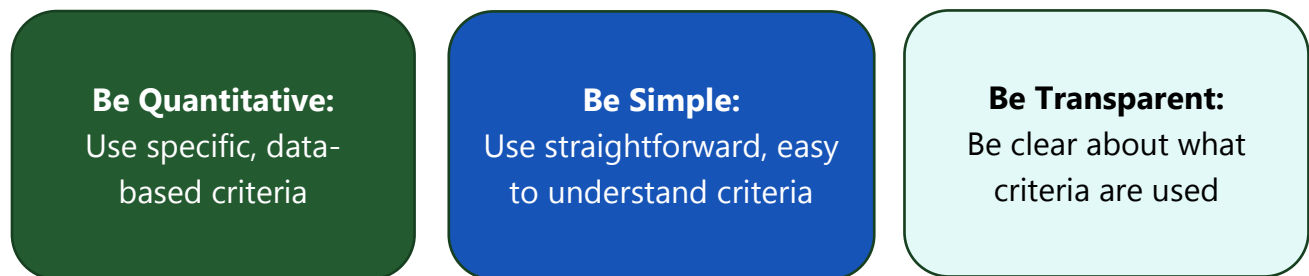 Be Quantitative:
Use specific, data-
based criteria
Be Simple:
Use straightforward, easy
to understand criteria
Be Transparent:
Be clear about what
criteria are used